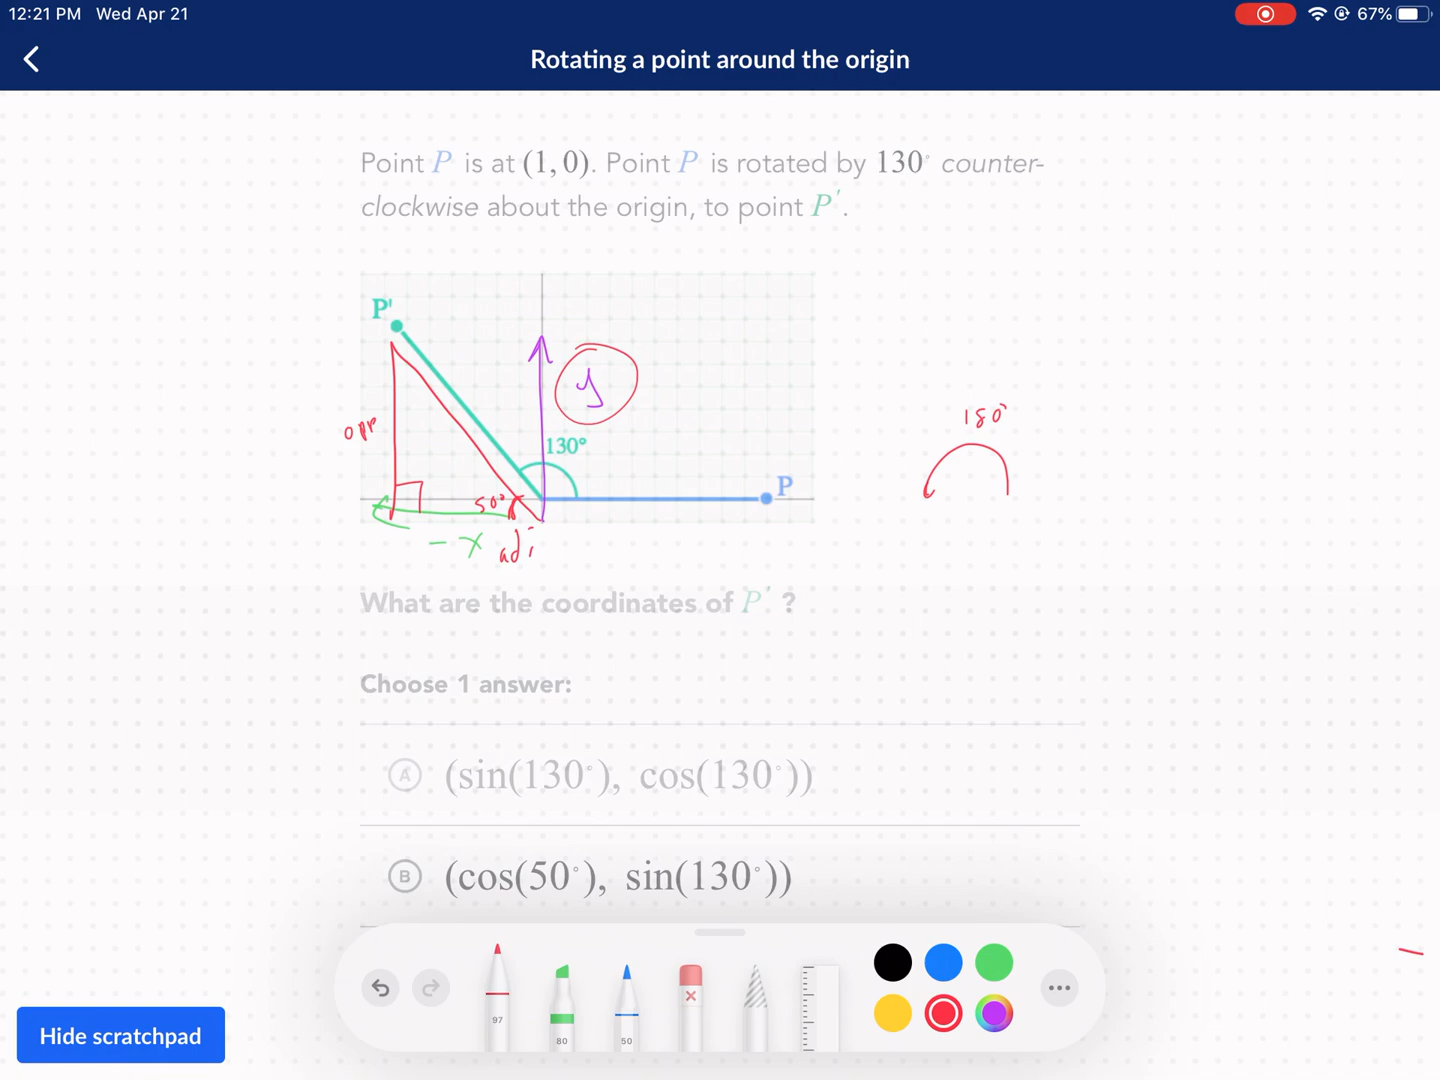 12:21 PM Wed Apr 21
67%
Rotating a point around the origin
Point P is at (1, 0). Point P is rotated by 130° counter-
clockwise about the origin, to point P′.
P'
y
opp
130°
180°
P
50°
- x
adj
What are the coordinates of P′ ?
Choose 1 answer:
A (sin(130°), cos(130°))
B (cos(50°), sin(130°))
97
80
50
Hide scratchpad